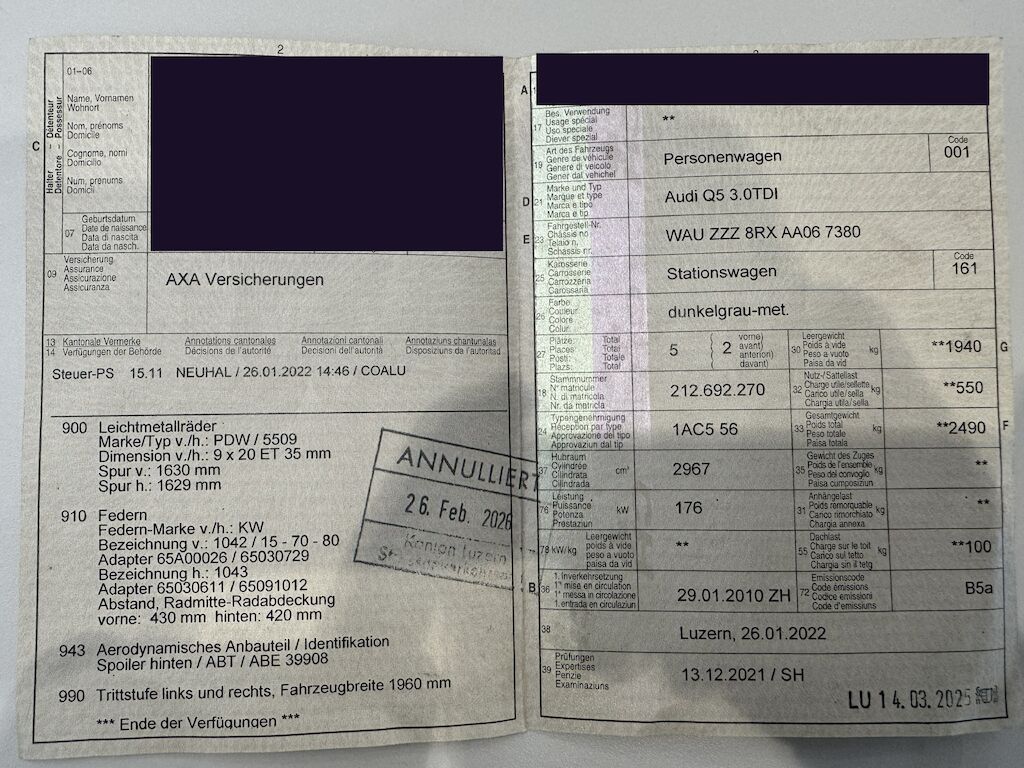 2
01-06
Halter – Détenteur
Detentore – Possessur
C
Name, Vornamen
Wohnort
Nom, prénoms
Domicile
Cognome, nomi
Domicilio
Num, prenums
Domicil
07
Geburtsdatum
Date de naissance
Data di nascita
Data da nasch.
09
Versicherung
Assurance
Assicurazione
Assicuranza
AXA Versicherungen
13 Kantonale Vermerke Annotations cantonales Annotazioni cantonali Annotaziuns chantunalas
14 Verfügungen der Behörde Décisions de l'autorité Decisioni dell'autorità Disposiziuns da l'autoritad
Steuer-PS 15.11 NEUHAL / 26.01.2022 14:46 / COALU
900 Leichtmetallräder
Marke/Typ v./h.: PDW / 5509
Dimension v./h.: 9 x 20 ET 35 mm
Spur v.: 1630 mm
Spur h.: 1629 mm
910 Federn
Federn-Marke v./h.: KW
Bezeichnung v.: 1042 / 15 - 70 - 80
Adapter 65A00026 / 65030729
Bezeichnung h.: 1043
Adapter 65030611 / 65091012
Abstand, Radmitte-Radabdeckung
vorne: 430 mm hinten: 420 mm
943 Aerodynamisches Anbauteil / Identifikation
Spoiler hinten / ABT / ABE 39908
990 Trittstufe links und rechts, Fahrzeugbreite 1960 mm
*** Ende der Verfügungen ***
ANNULLIERT
26. Feb. 2026
Kanton Luzern
A
17
Bes. Verwendung
Usage spécial
Uso speciale
Diever spezial
**
19
Art des Fahrzeugs
Genre de véhicule
Genere di veicolo
Gener dal vehichel
Personenwagen
Code
001
D
21
Marke und Typ
Marque et type
Marca e tipo
Marca e tip
Audi Q5 3.0TDI
E
23
Fahrgestell-Nr.
Châssis no
Telaio n.
Schassis nr.
WAU ZZZ 8RX AA06 7380
25
Karosserie
Carrosserie
Carrozzeria
Carossaria
Stationswagen
Code
161
26
Farbe
Couleur
Colore
Colur
dunkelgrau-met.
27
Plätze: Total
Places: Total
Posti: Totale
Plazs: Total
5
2
vorne)
avant)
anteriori)
davant)
30
Leergewicht
Poids à vide
Peso a vuoto
Paisa da vid
kg
**1940
G
18
Stammnummer
N° matricule
N. di matricola
Nr. da matricla
212.692.270
32
Nutz-/Sattellast
Charge utile/sellette
Carico utile/sella
Chargia utila/sella
kg
**550
24
Typengenehmigung
Réception par type
Approvazione del tipo
Approvaziun dal tip
1AC5 56
33
Gesamtgewicht
Poids total
Peso totale
Paisa totala
kg
**2490
F
37
Hubraum
Cylindrée
Cilindrata
Cilindrada
cm³
2967
35
Gewicht des Zuges
Poids de l'ensemble
Peso del convoglio
Paisa cumposiziun
kg
**
76
Leistung
Puissance
Potenza
Prestaziun
kW
176
31
Anhängelast
Poids remorquable
Carico rimorchiato
Chargia annexa
kg
**
78 kW/kg
Leergewicht
poids à vide
peso a vuoto
paisa da vid
**
55
Dachlast
Charge sur le toit
Carico sul tetto
Chargia sin il tetg
kg
**100
B
36
1. Inverkehrsetzung
1re mise en circulation
1a messa in circolazione
1. entrada en circulaziun
29.01.2010 ZH
72
Emissionscode
Code émissions
Codice emissioni
Code d'emissiuns
B5a
38
Luzern, 26.01.2022
39
Prüfungen
Expertises
Perizie
Examinaziuns
13.12.2021 / SH
LU 14.03.2025